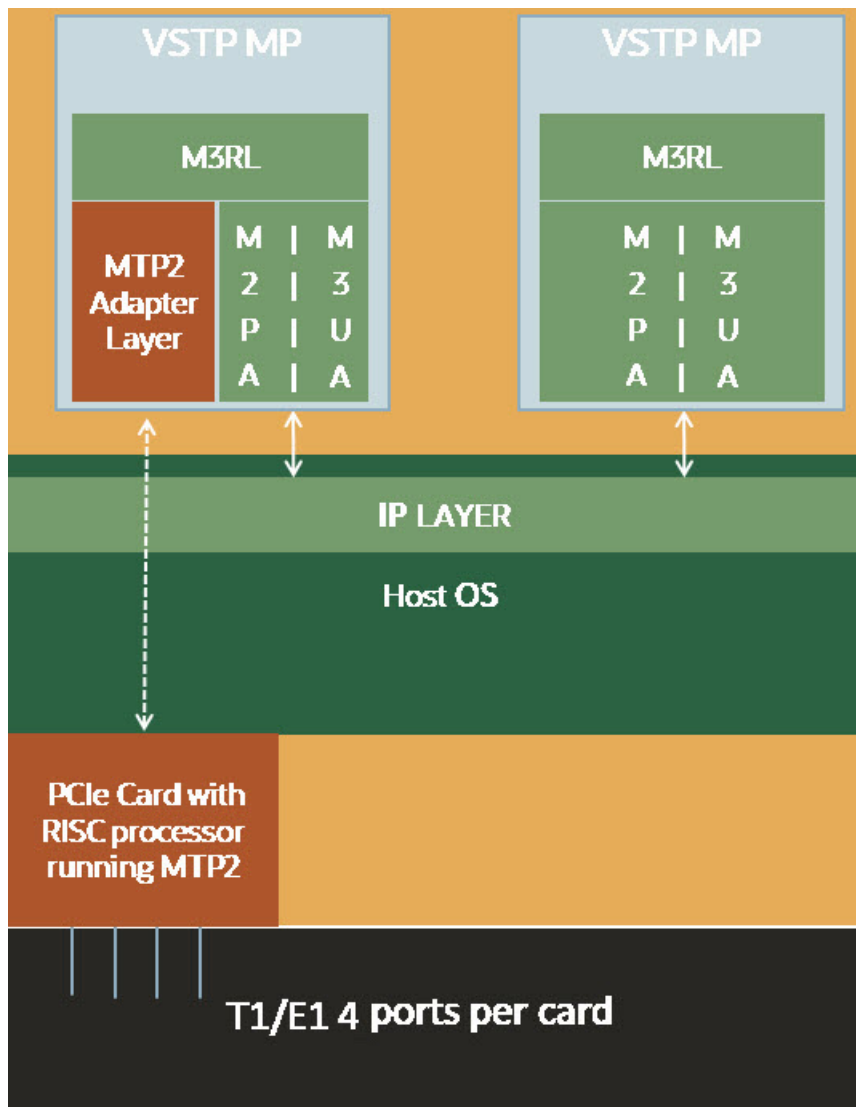 VSTP MP
M3RL
MTP2
Adapter
Layer
M | M
2 | 3
P | U
A | A
VSTP MP
M3RL
M | M
2 | 3
P | U
A | A
IP LAYER
Host OS
PCIe Card with
RISC processor
running MTP2
T1/E1 4 ports per card